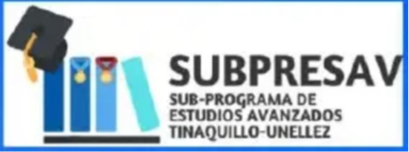 SUBPRESAV
SUB-PROGRAMA DE
ESTUDIOS AVANZADOS
TINAQUILLO-UNELLEZ